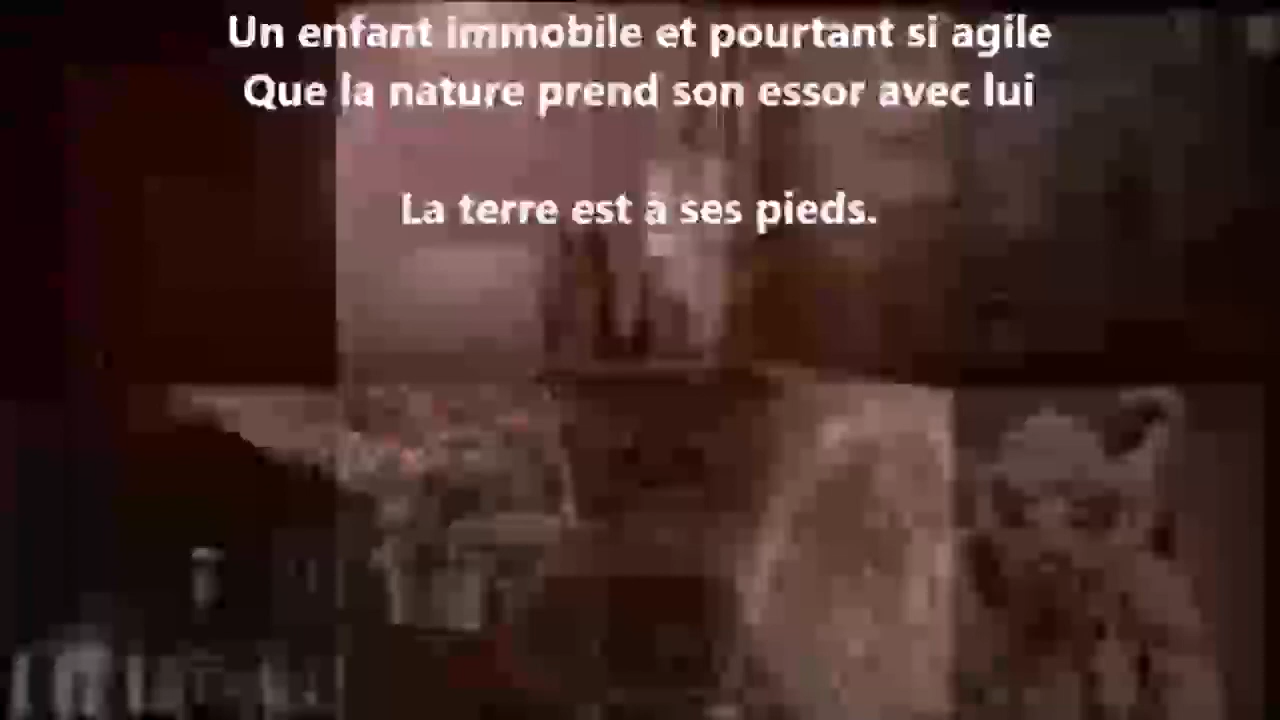 Un enfant immobile et pourtant si agile
Que la nature prend son essor avec lui
La terre est à ses pieds.